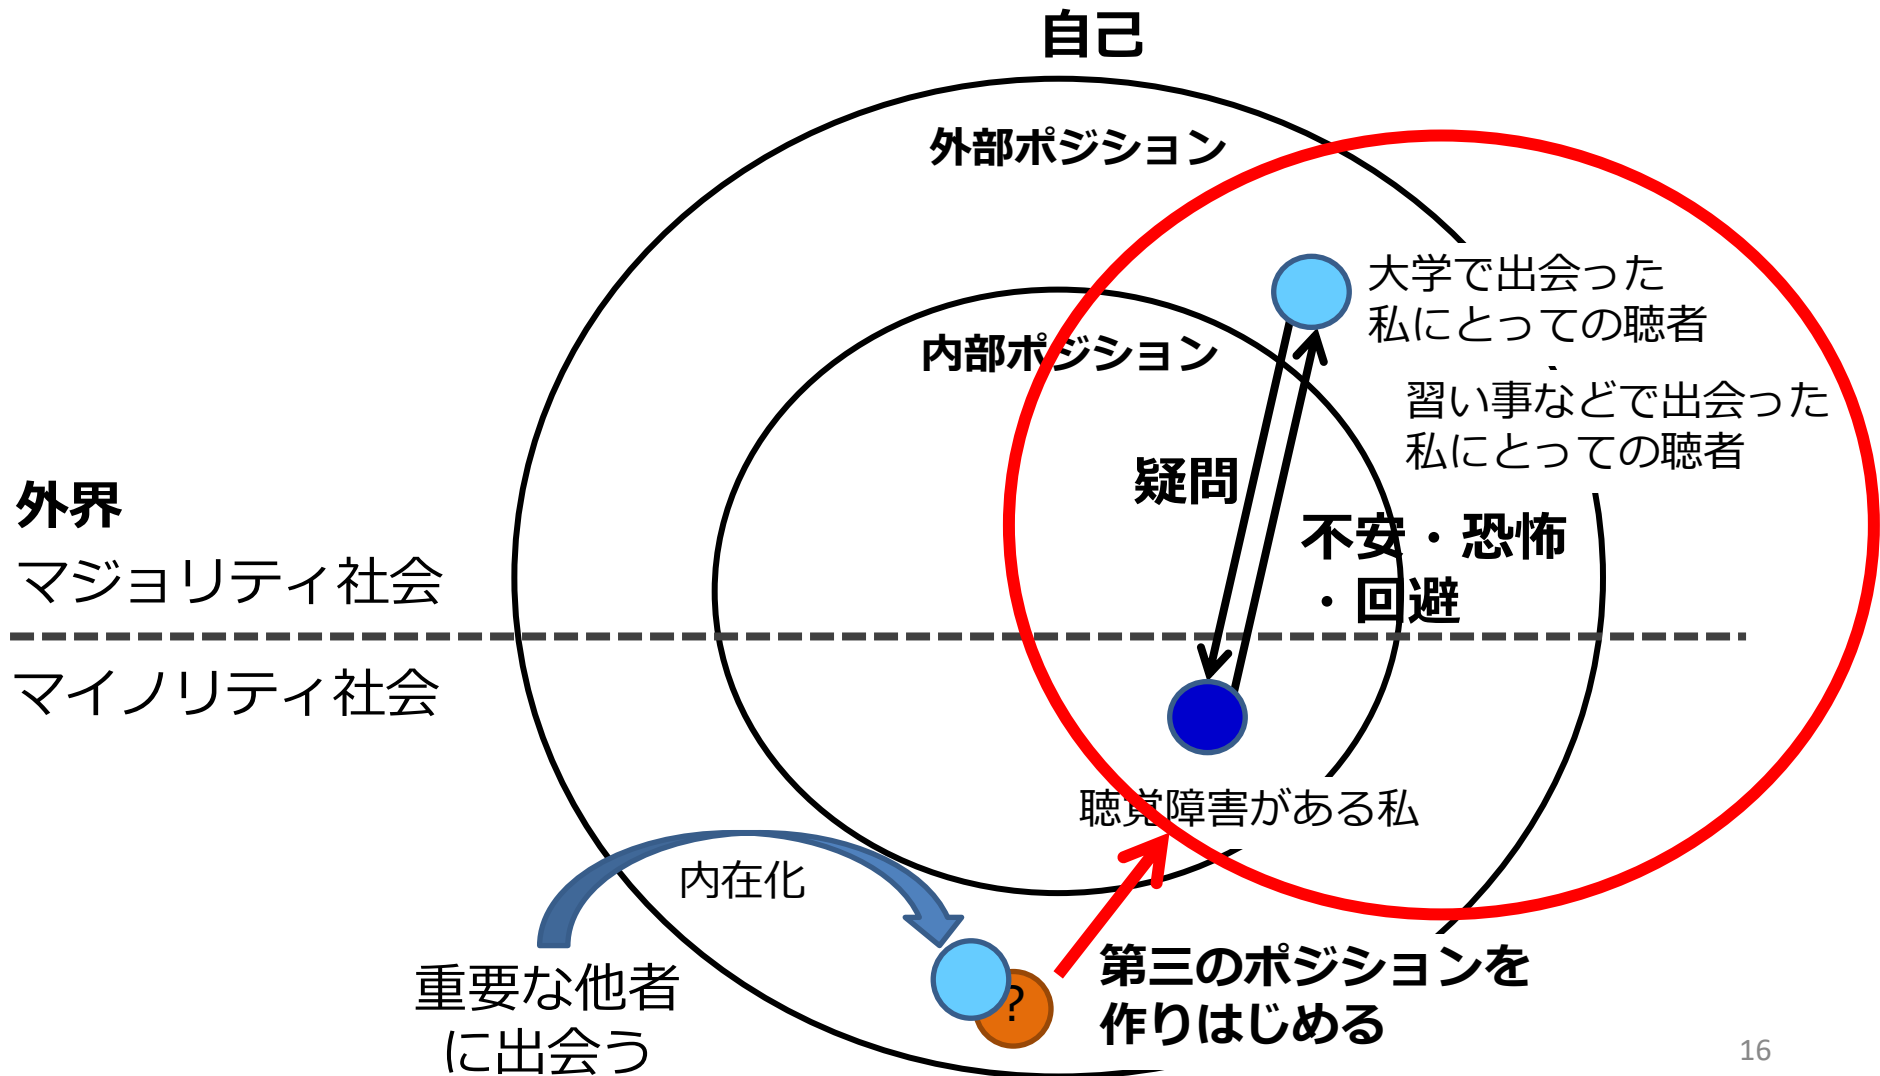 自己
外部ポジション
大学で出会った
私にとっての聴者
内部ポジション
習い事などで出会った
私にとっての聴者
疑問
外界
不安・恐怖
・回避
マジョリティ社会
マイノリティ社会
聴覚障害がある私
内在化
重要な他者
に出会う
?
第三のポジションを
作りはじめる
16